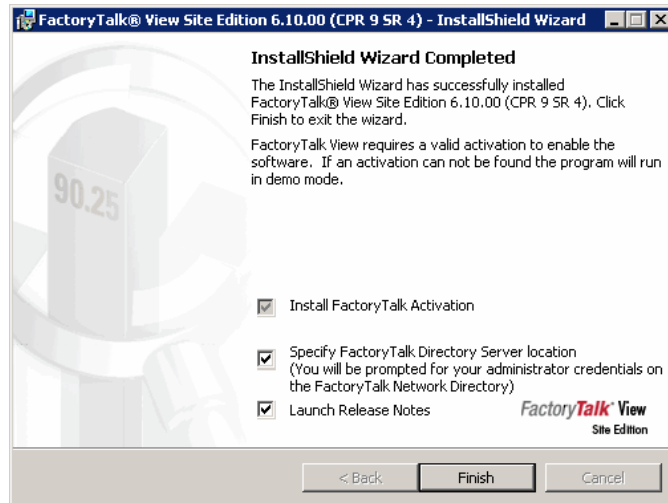 FactoryTalk® View Site Edition 6.10.00 (CPR 9 SR 4) - InstallShield Wizard
InstallShield Wizard Completed
The InstallShield Wizard has successfully installed
FactoryTalk® View Site Edition 6.10.00 (CPR 9 SR 4). Click
Finish to exit the wizard.
FactoryTalk View requires a valid activation to enable the
software. If an activation can not be found the program will run
in demo mode.
90.25
Install FactoryTalk Activation
Specify FactoryTalk Directory Server location
(You will be prompted for your administrator credentials on
the FactoryTalk Network Directory)
Launch Release Notes
FactoryTalk® View
Site Edition
< Back
Finish
Cancel